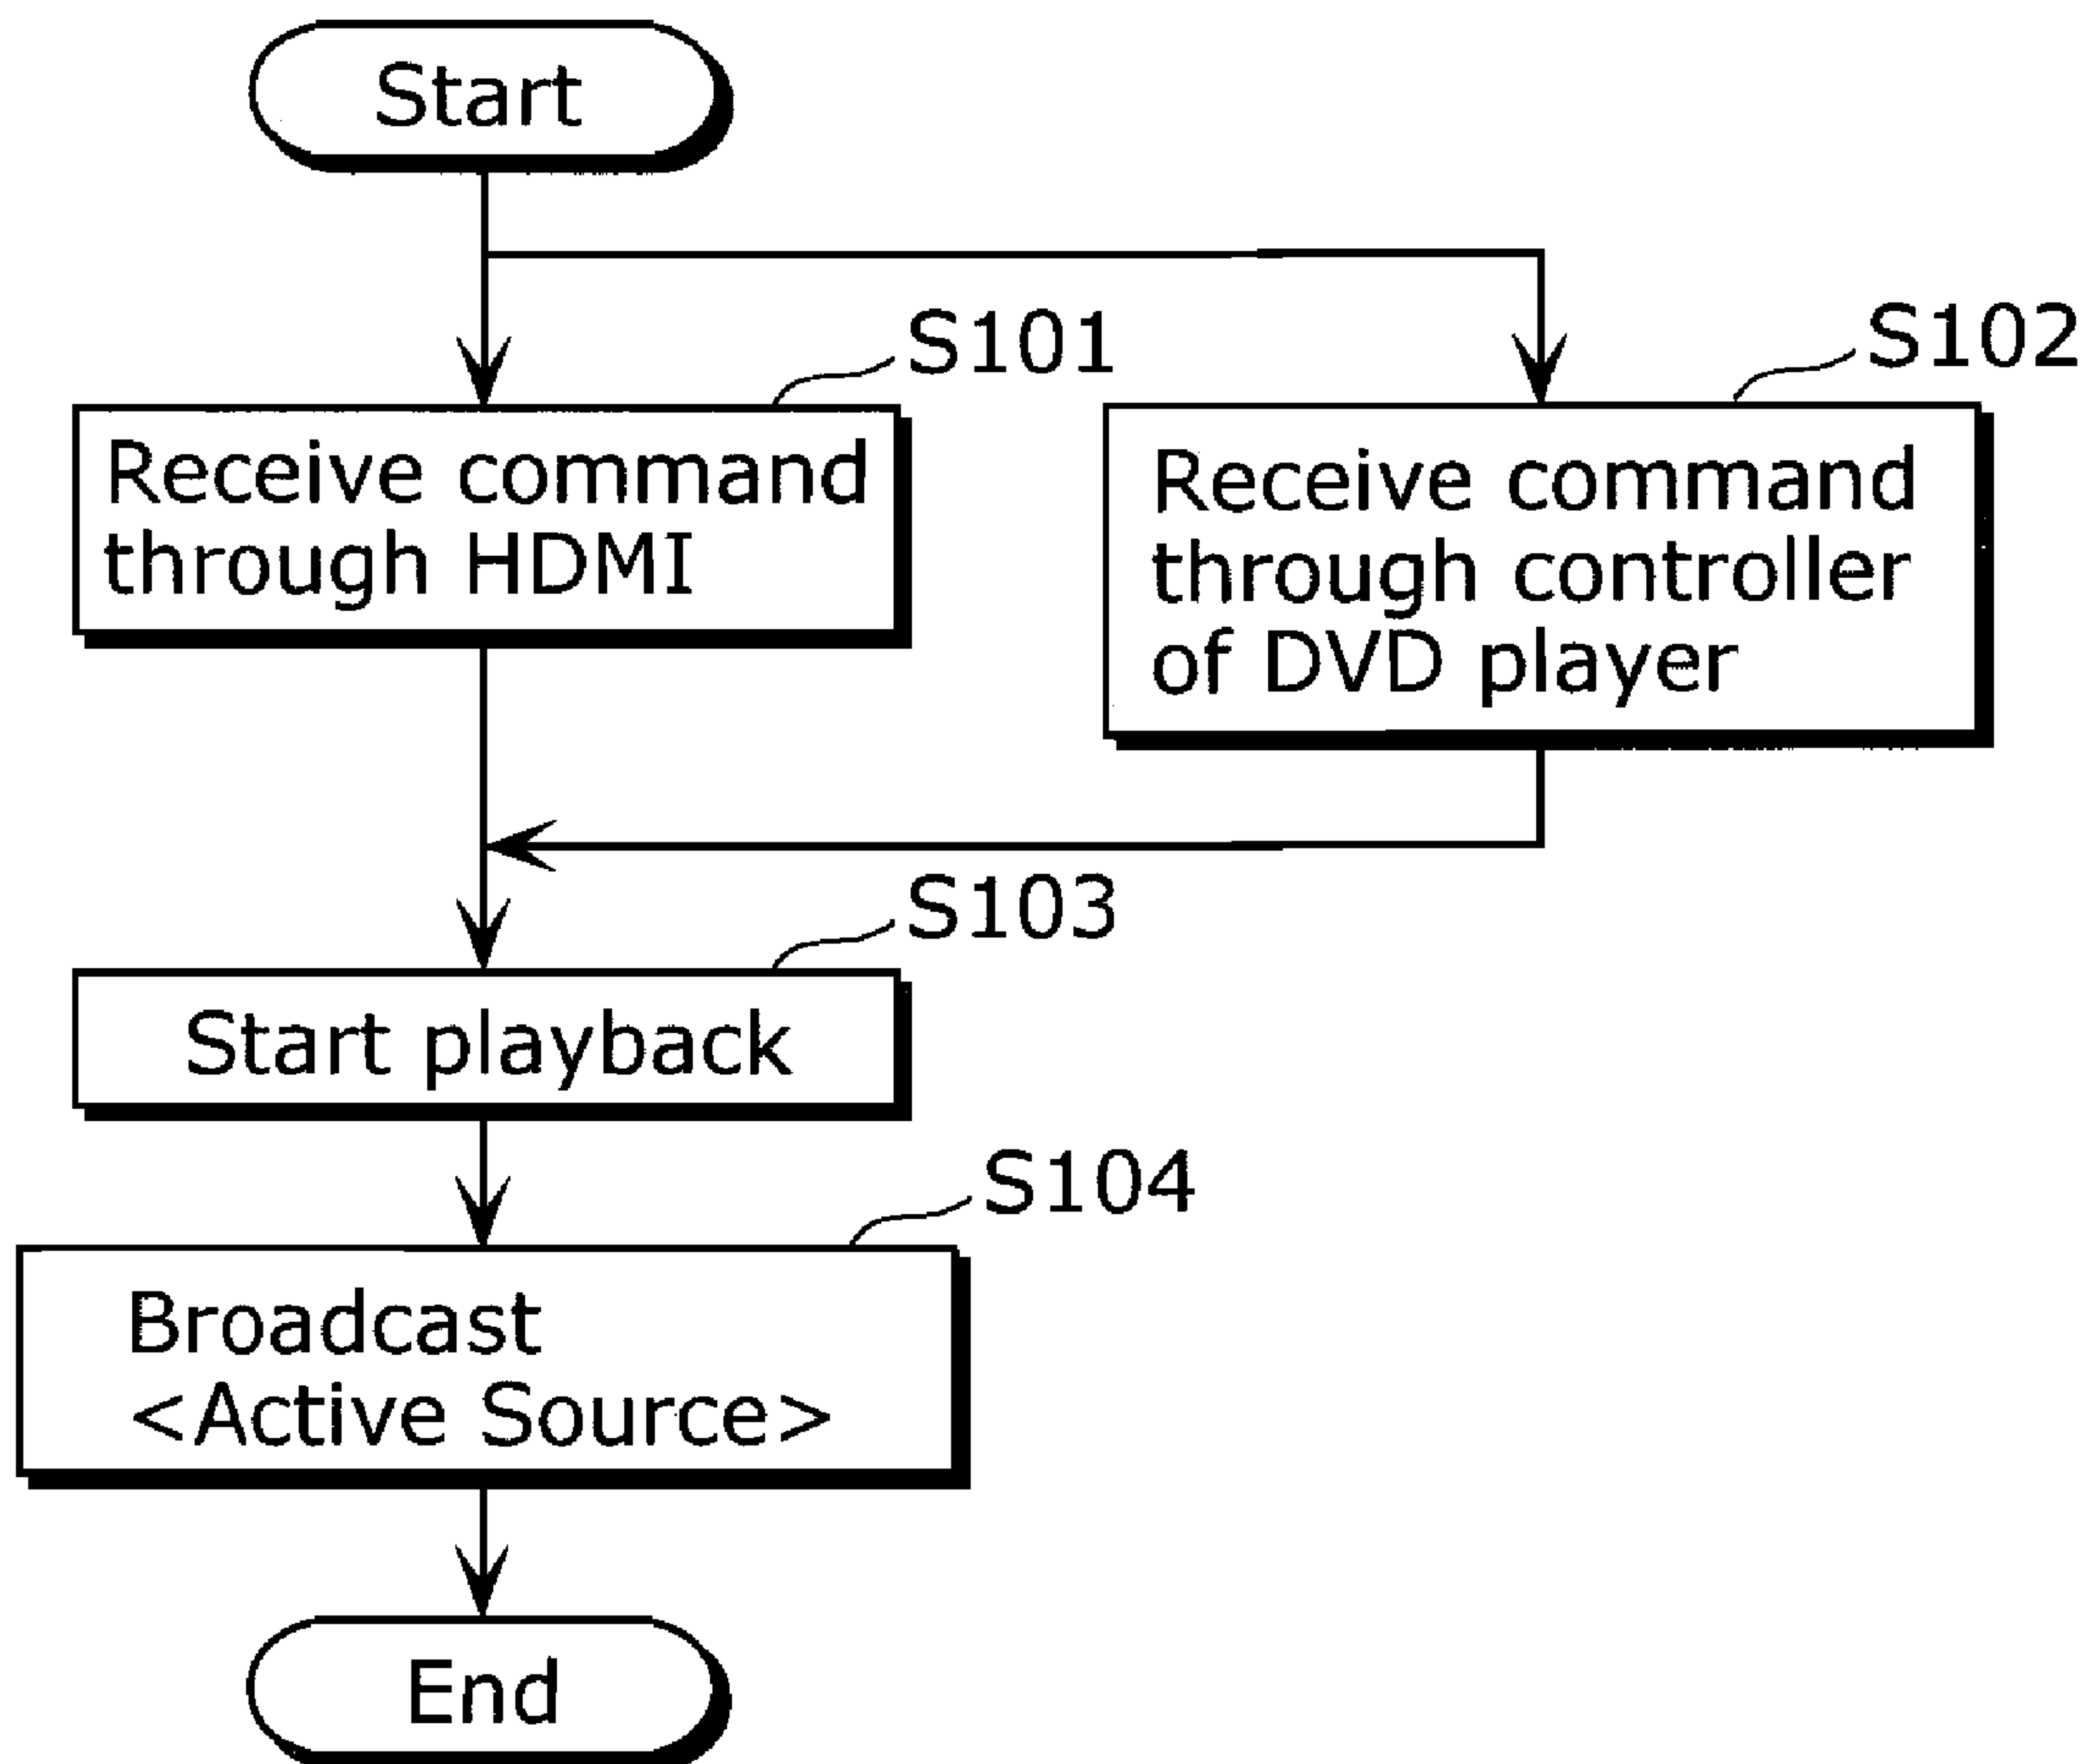 Start
S101
S102
Receive command
through HDMI
Receive command
through controller
of DVD player
S103
Start playback
S104
Broadcast
<Active Source>
End